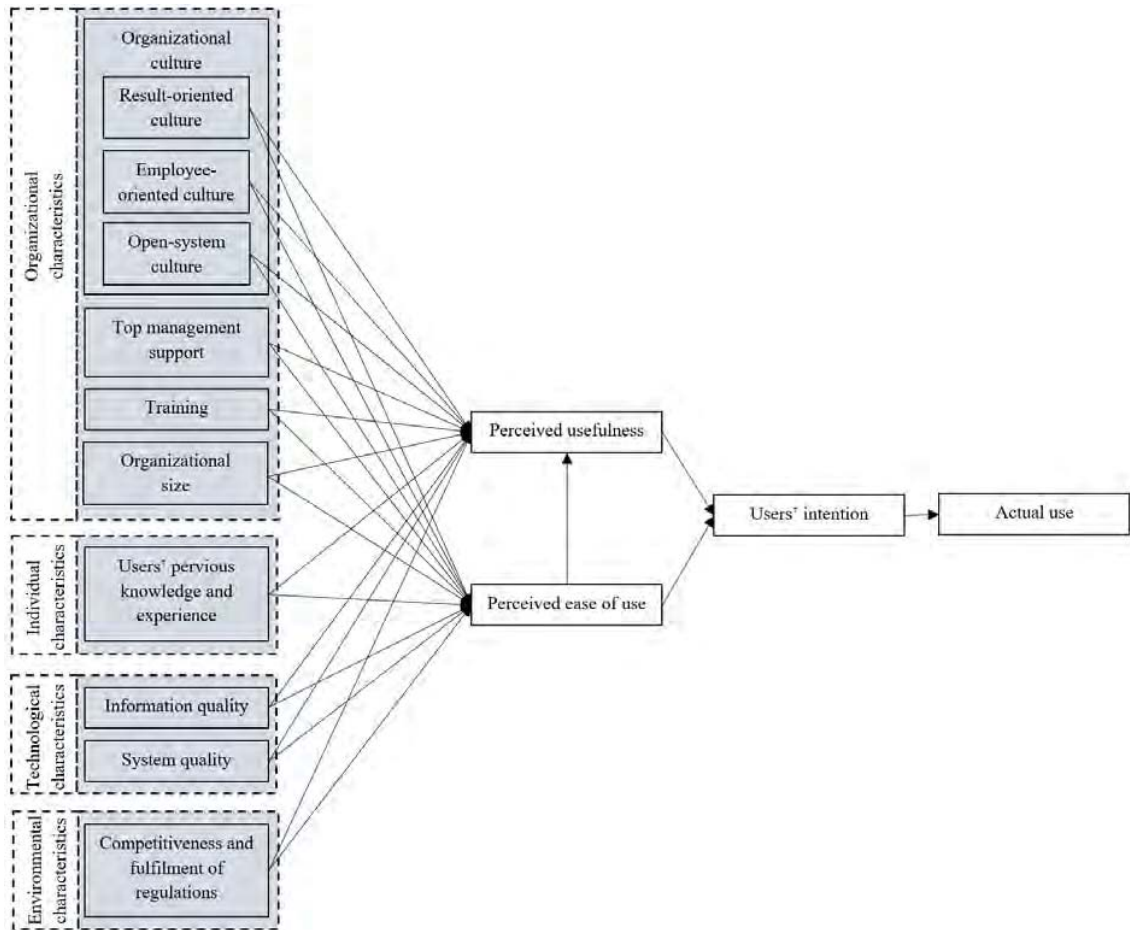 Organizational
characteristics
Organizational
culture
Result-oriented
culture
Employee-
oriented culture
Open-system
culture
Top management
support
Training
Organizational
size
Individual
characteristics
Users' pervious
knowledge and
experience
Technological
characteristics
Information quality
System quality
Environmental
characteristics
Competitiveness and
fulfilment of
regulations
Perceived usefulness
Perceived ease of use
Users' intention
Actual use